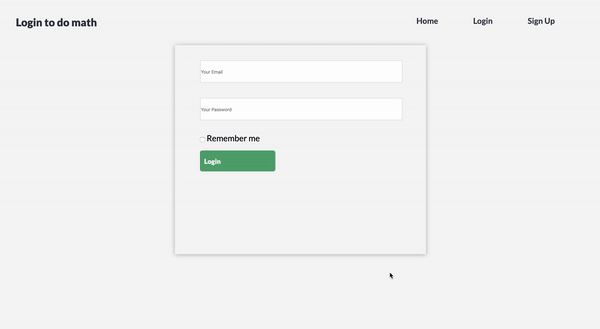 Login to do math
Home
Login
Sign Up
Your Email
Your Password
Remember me
Login